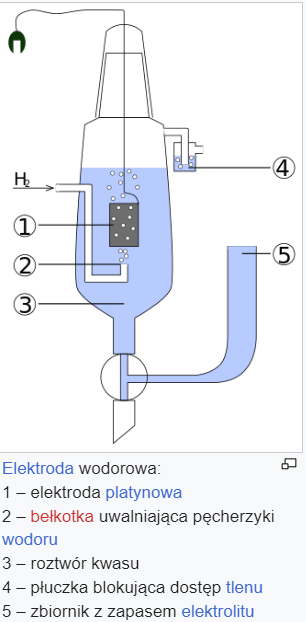 H₂
1
2
3
4
5
Elektroda wodorowa:
1 – elektroda platynowa
2 – bełkotka uwalniająca pęcherzyki
wodoru
3 – roztwór kwasu
4 – płuczka blokująca dostęp tlenu
5 – zbiornik z zapasem elektrolitu